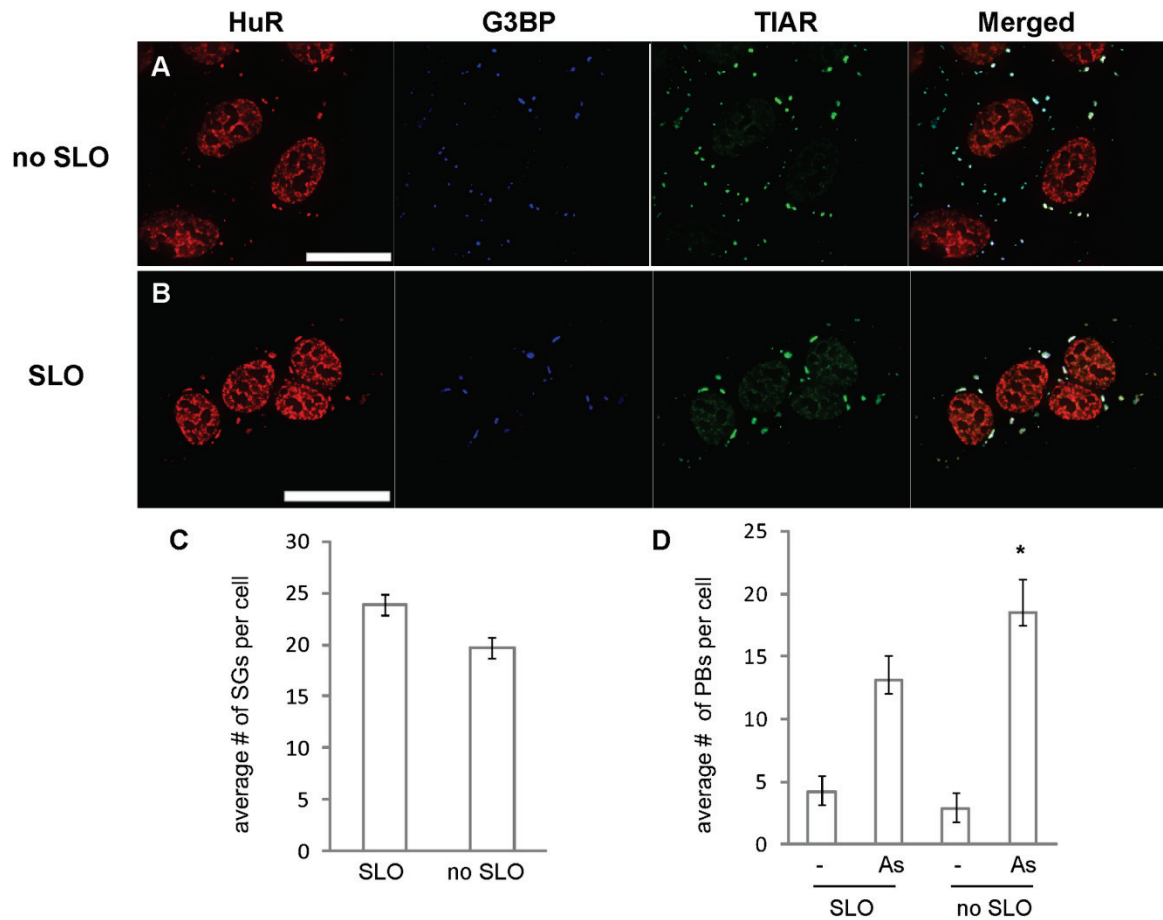 HuR G3BP TIAR Merged
A
no SLO
B
SLO
C
average # of SGs per cell
30
25
20
15
10
5
0
SLO no SLO
D
average # of PBs per cell
25
20
15
10
5
0
*
- As - As
SLO no SLO